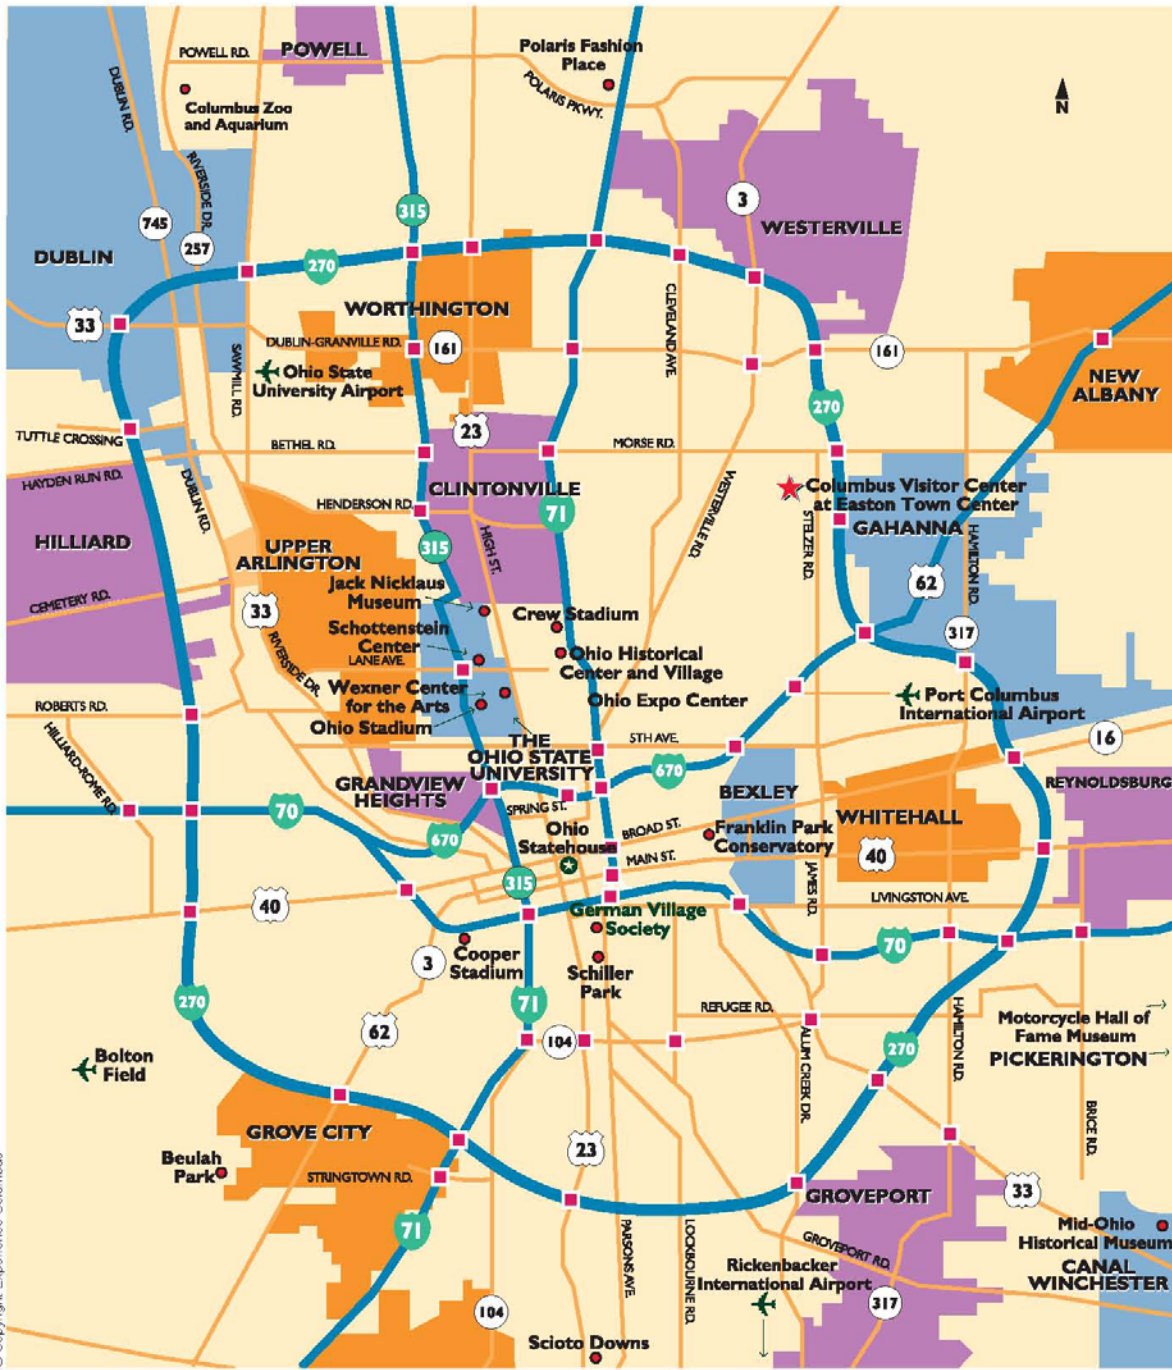 POWELL RD.
POWELL
Polaris Fashion
Place
POLARIS PKWY.
DUBLIN RD.
Columbus Zoo
and Aquarium
N
RIVERSIDE DR.
745
257
315
3
WESTERVILLE
DUBLIN
270
33
WORTHINGTON
DUBLIN-GRANVILLE RD.
161
CLEVELAND AVE.
161
SAWMILL RD.
Ohio State
University Airport
NEW
ALBANY
270
TUTTLE CROSSING
BETHEL RD.
23
MORSE RD.
HAYDEN RUN RD.
DUBLIN RD.
HENDERSON RD.
CLINTONVILLE
71
WESTERVILLE RD.
Columbus Visitor Center
at Easton Town Center
GAHANNA
STELZER RD.
HAMILTON RD.
HILLIARD
UPPER
ARLINGTON
315
HIGH ST.
62
CEMETERY RD.
33
Jack Nicklaus
Museum
Crew Stadium
317
Schottenstein
Center
RIVERSIDE DR.
LANE AVE.
Ohio Historical
Center and Village
Wexner Center
for the Arts
Ohio Expo Center
Port Columbus
International Airport
Ohio Stadium
ROBERTS RD.
HILLIARD-ROME RD.
THE
OHIO STATE
UNIVERSITY
5TH AVE.
16
670
GRANDVIEW
HEIGHTS
BEXLEY
REYNOLDSBURG
70
SPRING ST.
WHITEHALL
670
Ohio
Statehouse
BROAD ST.
Franklin Park
Conservatory
MAIN ST.
40
315
JAMES RD.
LIVINGSTON AVE.
40
German Village
Society
70
3
Cooper
Stadium
Schiller
Park
270
71
REFUGEE RD.
HAMILTON RD.
Motorcycle Hall of
Fame Museum
62
104
ALUM CREEK DR.
270
PICKERINGTON
Bolton
Field
BRICE RD.
GROVE CITY
23
Beulah
Park
STRINGTOWN RD.
GROVEPORT
33
71
PARSONS AVE.
LOCKBOURNE RD.
GROVEPORT RD.
Mid-Ohio
Historical Museum
Rickenbacker
International Airport
CANAL
WINCHESTER
104
317
Scioto Downs